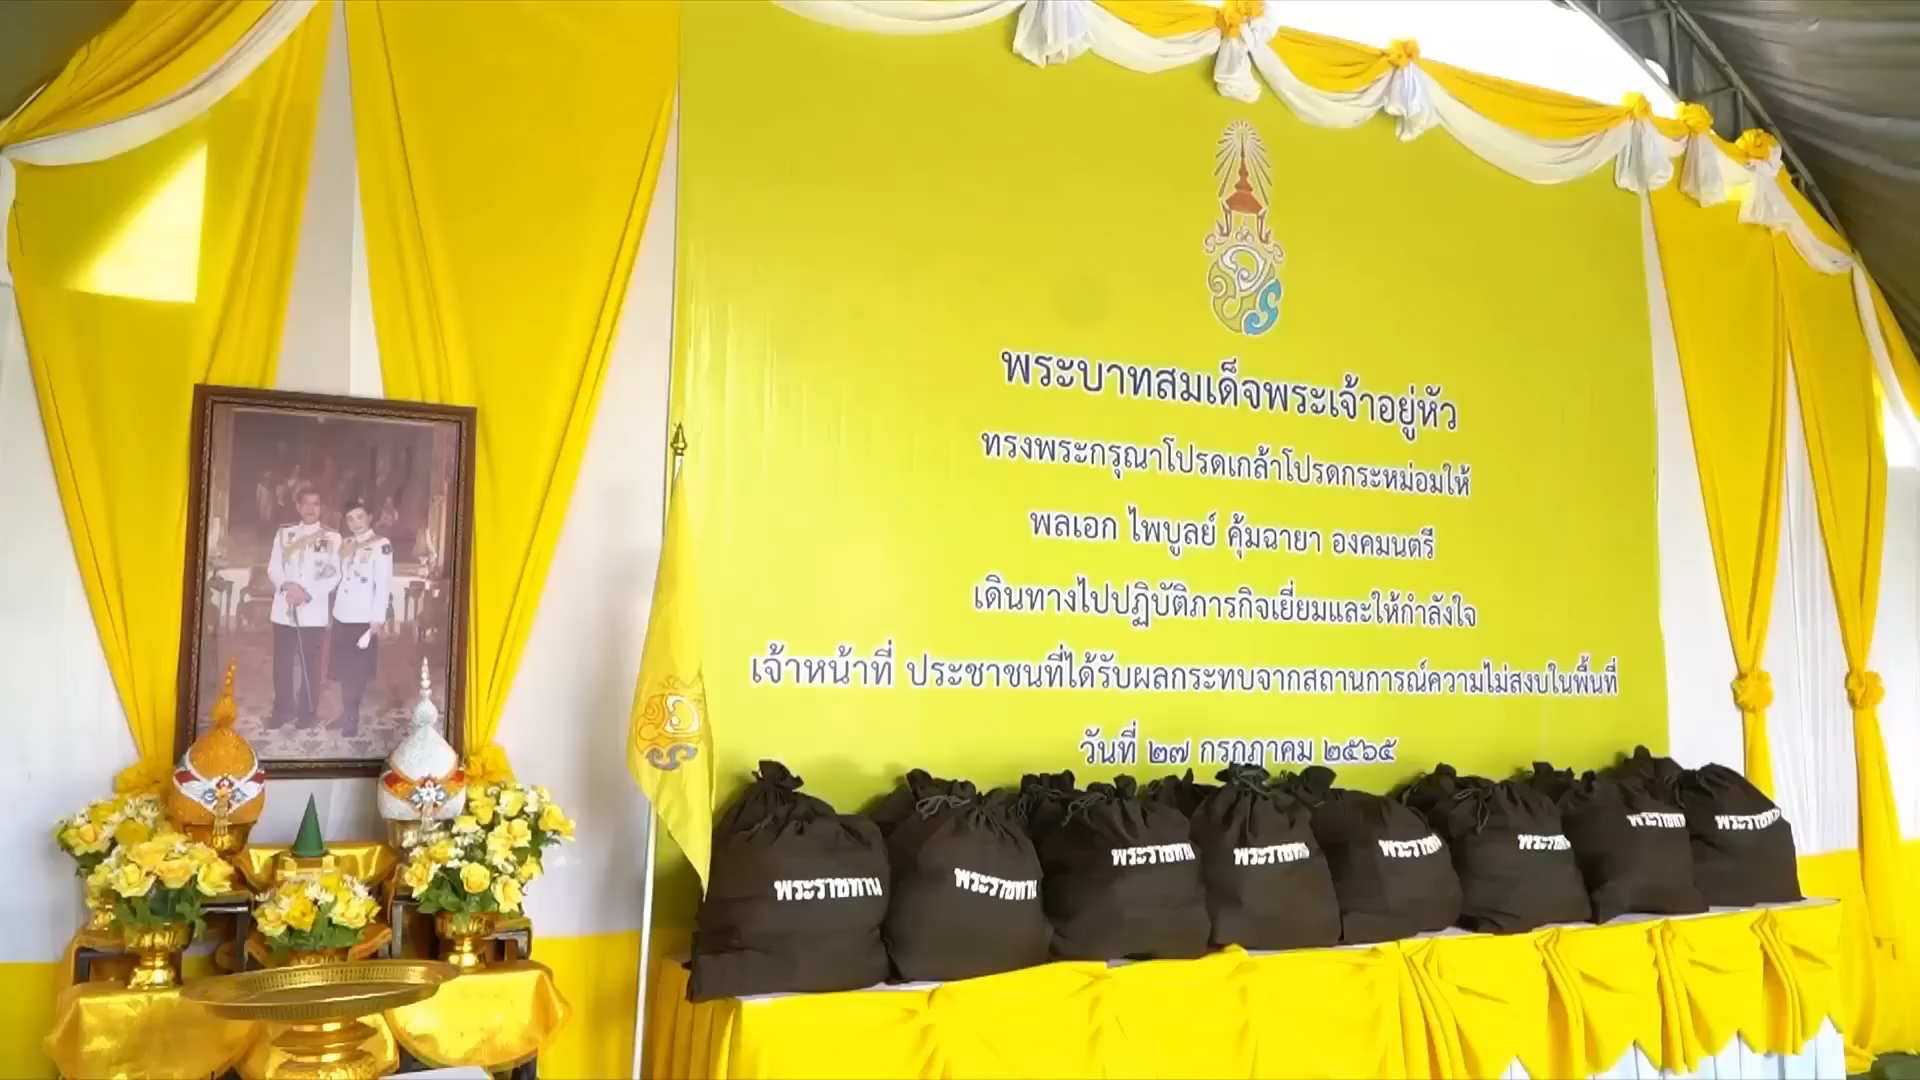 พระบาทสมเด็จพระเจ้าอยู่หัว
ทรงพระกรุณาโปรดเกล้าโปรดกระหม่อมให้
พลเอก ไพบูลย์ คุ้มฉายา องคมนตรี
เดินทางไปปฏิบัติภารกิจเยี่ยมและให้กำลังใจ
เจ้าหน้าที่ ประชาชนที่ได้รับผลกระทบจากสถานการณ์ความไม่สงบในพื้นที่
วันที่ ๒๗ กรกฎาคม ๒๕๖๕
พระราชทาน
พระราชทาน
พระราชทาน
พระราชทาน
พระราชทาน
พระราชทาน
พระราชทาน
พระราชทาน